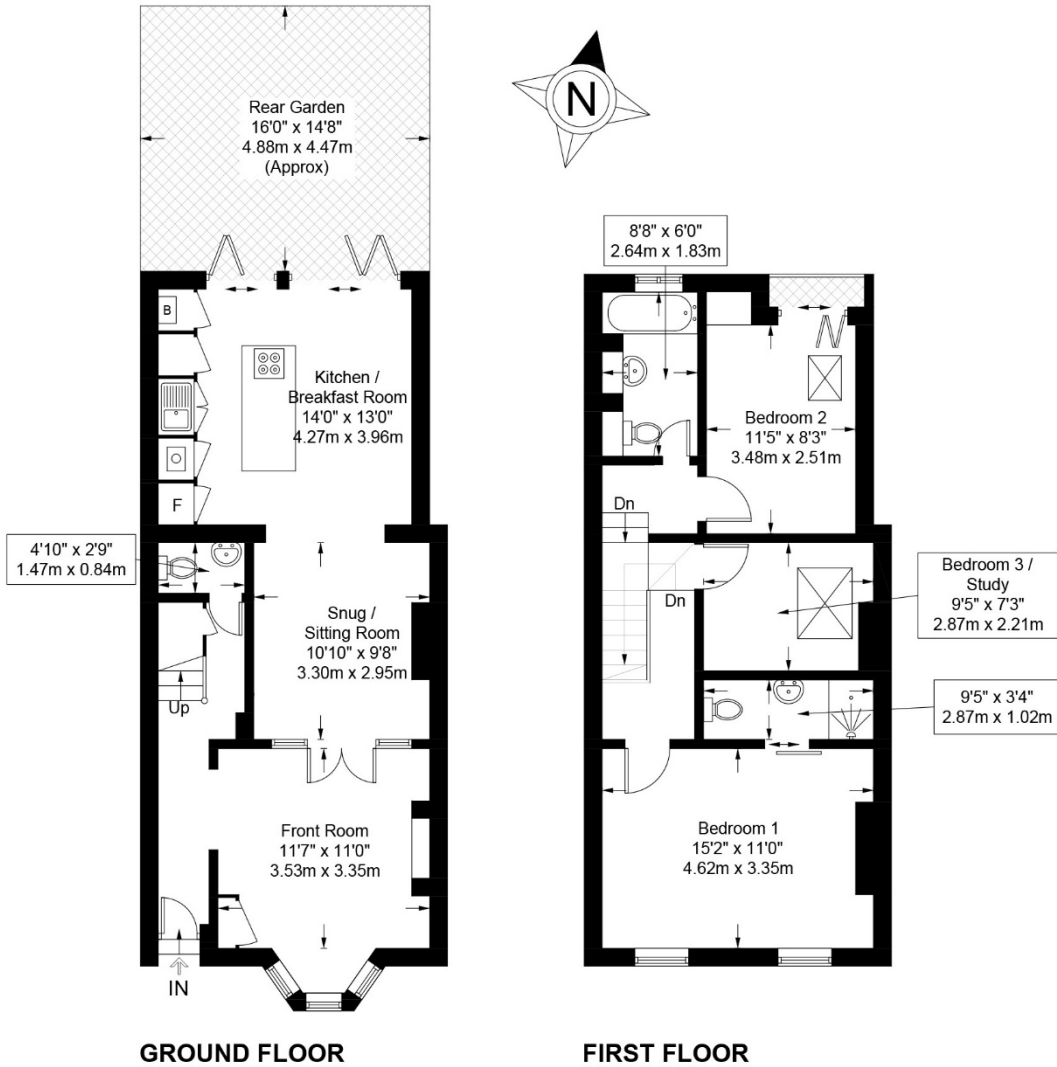 Rear Garden
16'0" x 14'8"
4.88m x 4.47m
(Approx)
N
B
Kitchen /
Breakfast Room
14'0" x 13'0"
4.27m x 3.96m
F
4'10" x 2'9"
1.47m x 0.84m
Snug /
Sitting Room
10'10" x 9'8"
3.30m x 2.95m
Up
Front Room
11'7" x 11'0"
3.53m x 3.35m
IN
GROUND FLOOR
8'8" x 6'0"
2.64m x 1.83m
Bedroom 2
11'5" x 8'3"
3.48m x 2.51m
Dn
Dn
Bedroom 3 /
Study
9'5" x 7'3"
2.87m x 2.21m
9'5" x 3'4"
2.87m x 1.02m
Bedroom 1
15'2" x 11'0"
4.62m x 3.35m
FIRST FLOOR